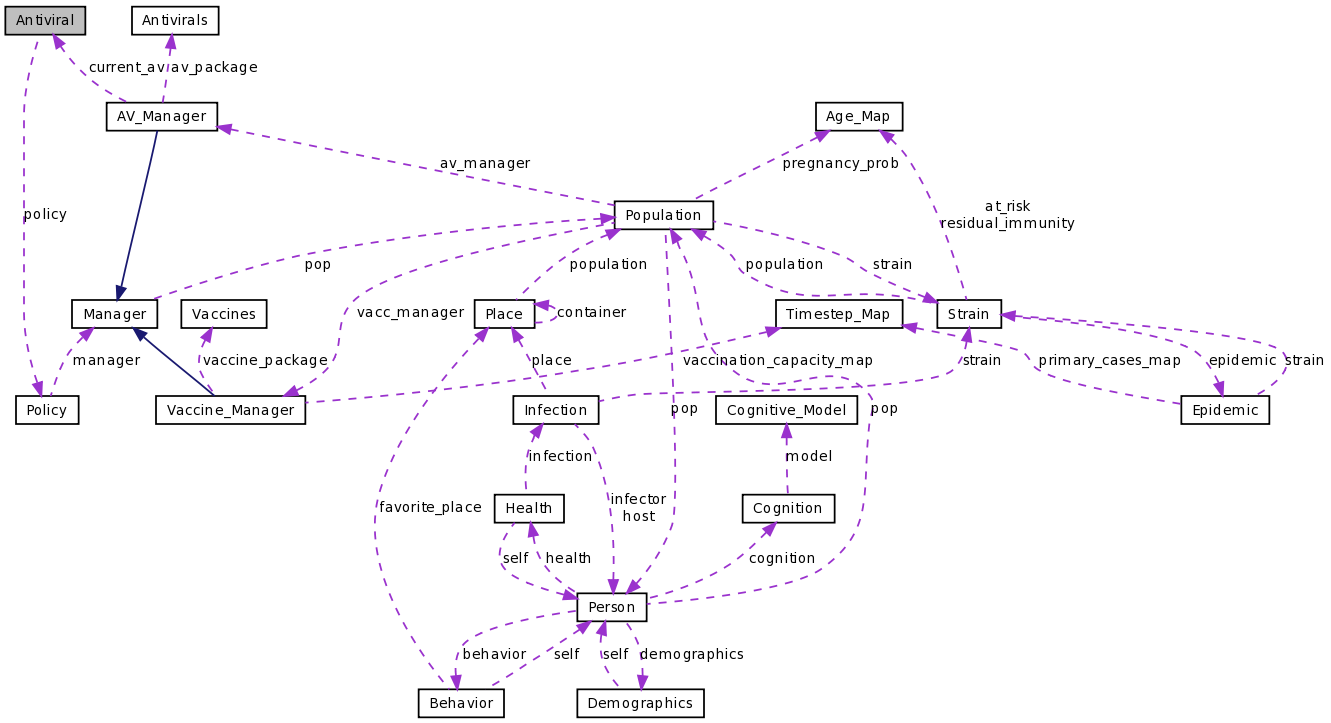 Antiviral
Antivirals
current_av
av_package
AV_Manager
Age_Map
av_manager
pregnancy_prob
policy
Population
at_risk
residual_immunity
pop
population
population
strain
Manager
Vaccines
vacc_manager
Place
container
Timestep_Map
Strain
manager
vaccine_package
place
vaccination_capacity_map
strain
primary_cases_map
epidemic
strain
Policy
Vaccine_Manager
Infection
pop
Cognitive_Model
pop
Epidemic
infection
model
favorite_place
Health
infector
host
Cognition
self
health
cognition
Person
behavior
self
self
demographics
Behavior
Demographics